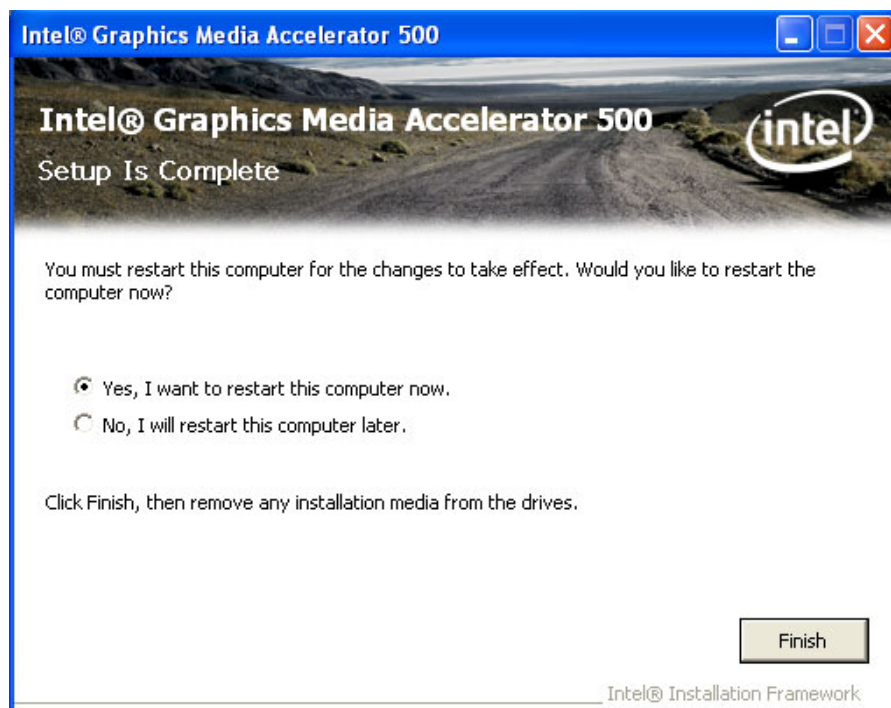 Intel® Graphics Media Accelerator 500
Intel® Graphics Media Accelerator 500
intel
Setup Is Complete
You must restart this computer for the changes to take effect. Would you like to restart the
computer now?
Yes, I want to restart this computer now.
No, I will restart this computer later.
Click Finish, then remove any installation media from the drives.
Finish
Intel® Installation Framework